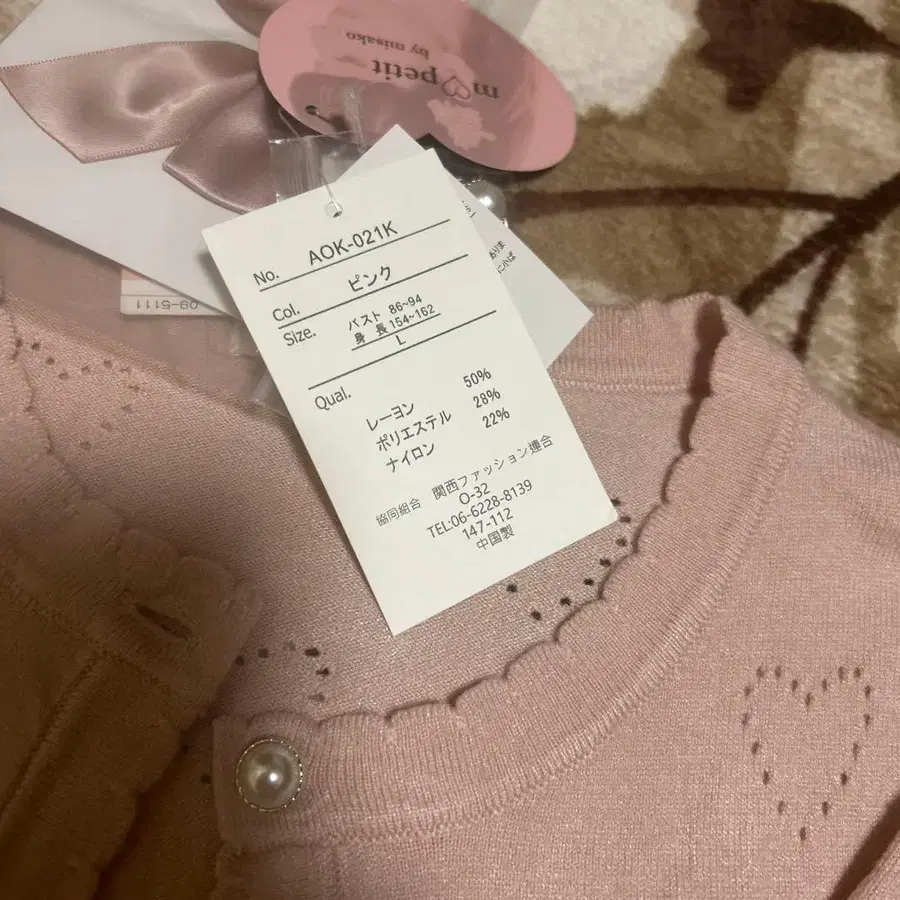 m♡petit
by misako
No. AOK-021K
Col. ピンク
Size. バスト 86~94
身 長 154~162
L
Qual.
レーヨン 50%
ポリエステル 28%
ナイロン 22%
協同組合 関西ファッション連合
O-32
TEL:06-6228-8139
147-112
中国製
09-5111